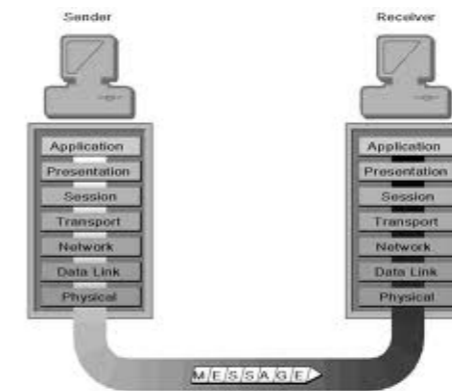 Sender
Receiver
Application
Presentation
Session
Transport
Network
Data Link
Physical
Application
Presentation
Session
Transport
Network
Data Link
Physical
MESSAGE